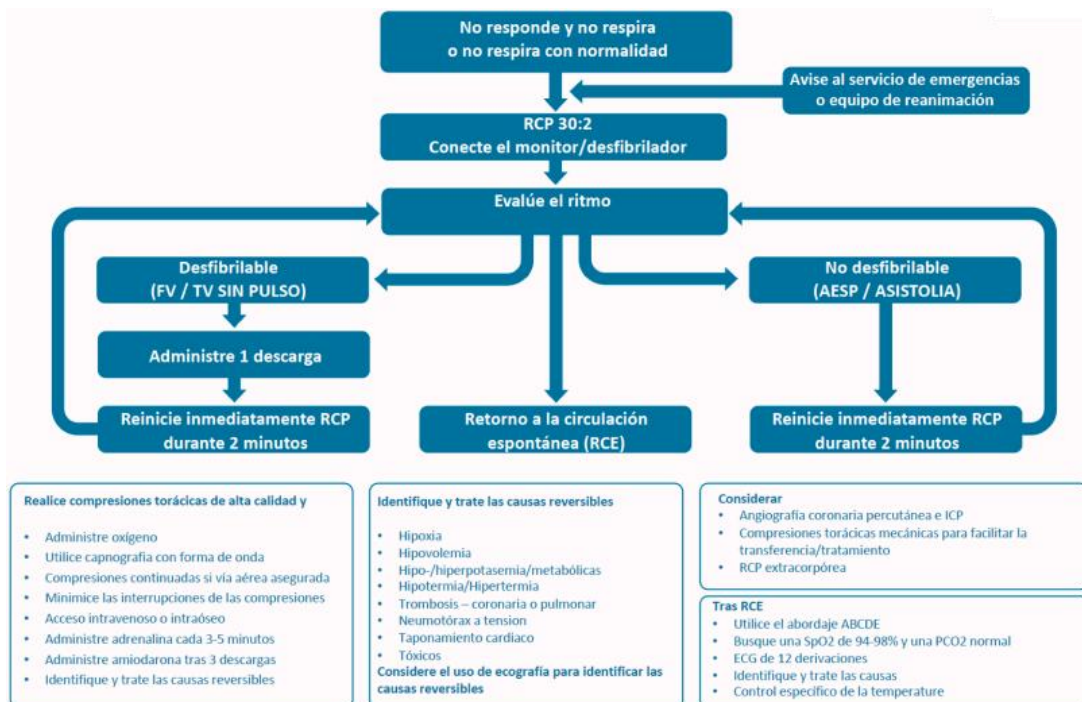 No responde y no respira
o no respira con normalidad
Avise al servicio de emergencias
o equipo de reanimación
RCP 30:2
Conecte el monitor/desfibrilador
Evalúe el ritmo
Desfibrilable
(FV / TV SIN PULSO)
No desfibrilable
(AESP / ASISTOLIA)
Administre 1 descarga
Reinicie inmediatamente RCP
durante 2 minutos
Retorno a la circulación
espontánea (RCE)
Reinicie inmediatamente RCP
durante 2 minutos
Realice compresiones torácicas de alta calidad y
• Administre oxígeno
• Utilice capnografía con forma de onda
• Compresiones continuadas si vía aérea asegurada
• Minimice las interrupciones de las compresiones
• Acceso intravenoso o intraóseo
• Administre adrenalina cada 3-5 minutos
• Administre amiodarona tras 3 descargas
• Identifique y trate las causas reversibles
Identifique y trate las causas reversibles
• Hipoxia
• Hipovolemia
• Hipo-/hiperpotasemia/metabólicas
• Hipotermia/Hipertermia
• Trombosis – coronaria o pulmonar
• Neumotórax a tension
• Taponamiento cardiaco
• Tóxicos
Considere el uso de ecografía para identificar las
causas reversibles
Considerar
• Angiografía coronaria percutánea e ICP
• Compresiones torácicas mecánicas para facilitar la
transferencia/tratamiento
• RCP extracorpórea
Tras RCE
• Utilice el abordaje ABCDE
• Busque una SpO2 de 94-98% y una PCO2 normal
• ECG de 12 derivaciones
• Identifique y trate las causas
• Control específico de la temperature